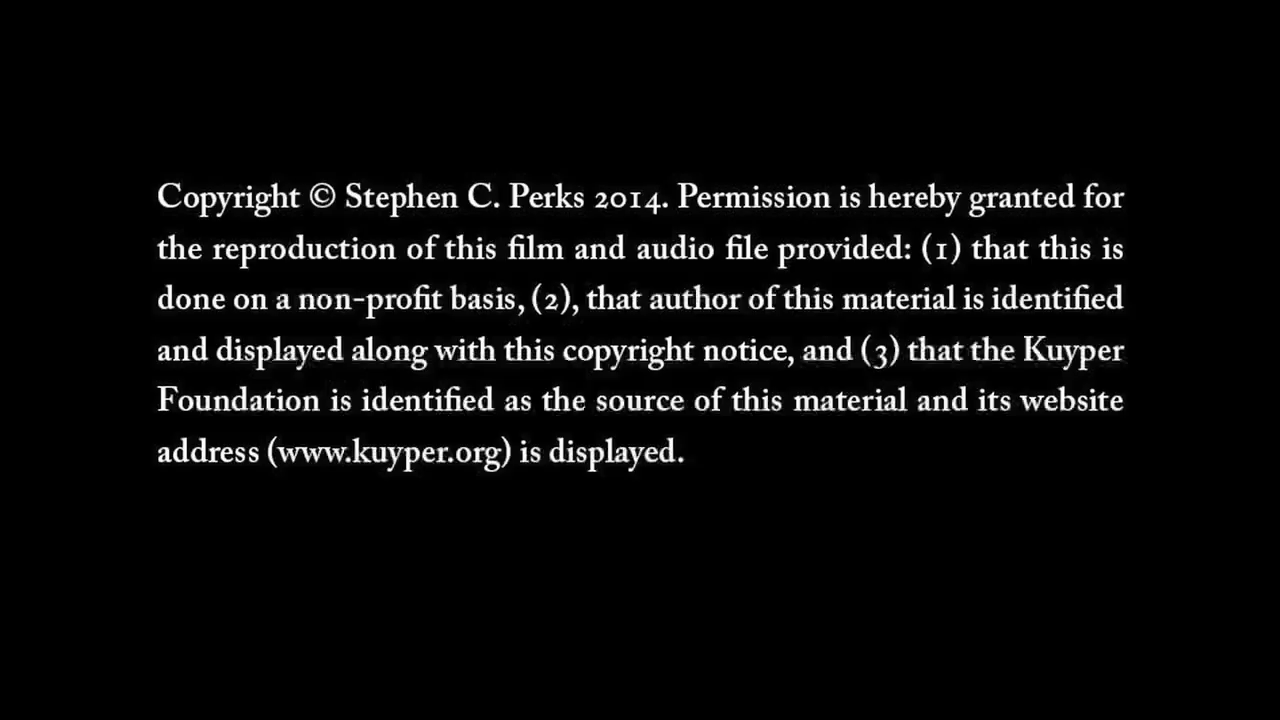 Copyright © Stephen C. Perks 2014. Permission is hereby granted for
the reproduction of this film and audio file provided: (1) that this is
done on a non-profit basis, (2), that author of this material is identified
and displayed along with this copyright notice, and (3) that the Kuyper
Foundation is identified as the source of this material and its website
address (www.kuyper.org) is displayed.